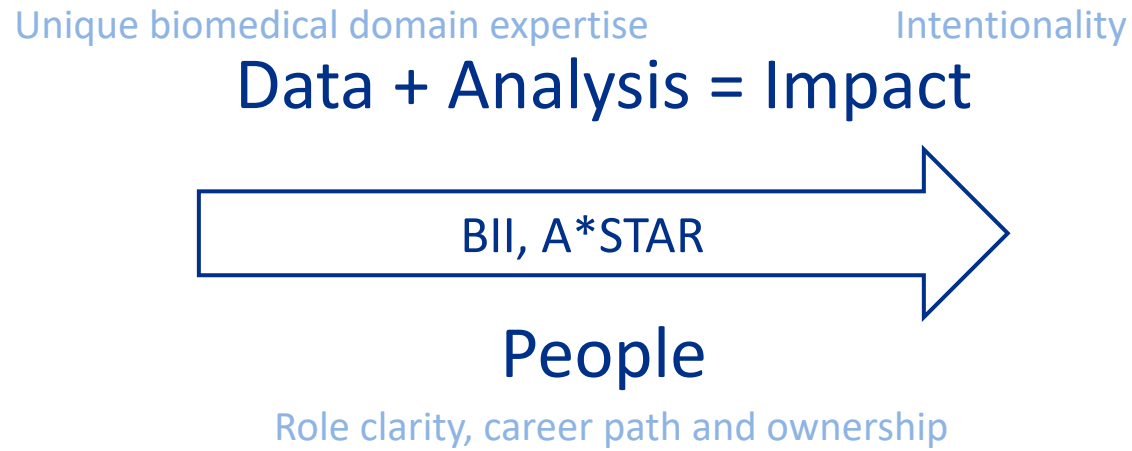 Unique biomedical domain expertise
Intentionality
Data + Analysis = Impact
BII, A*STAR
People
Role clarity, career path and ownership